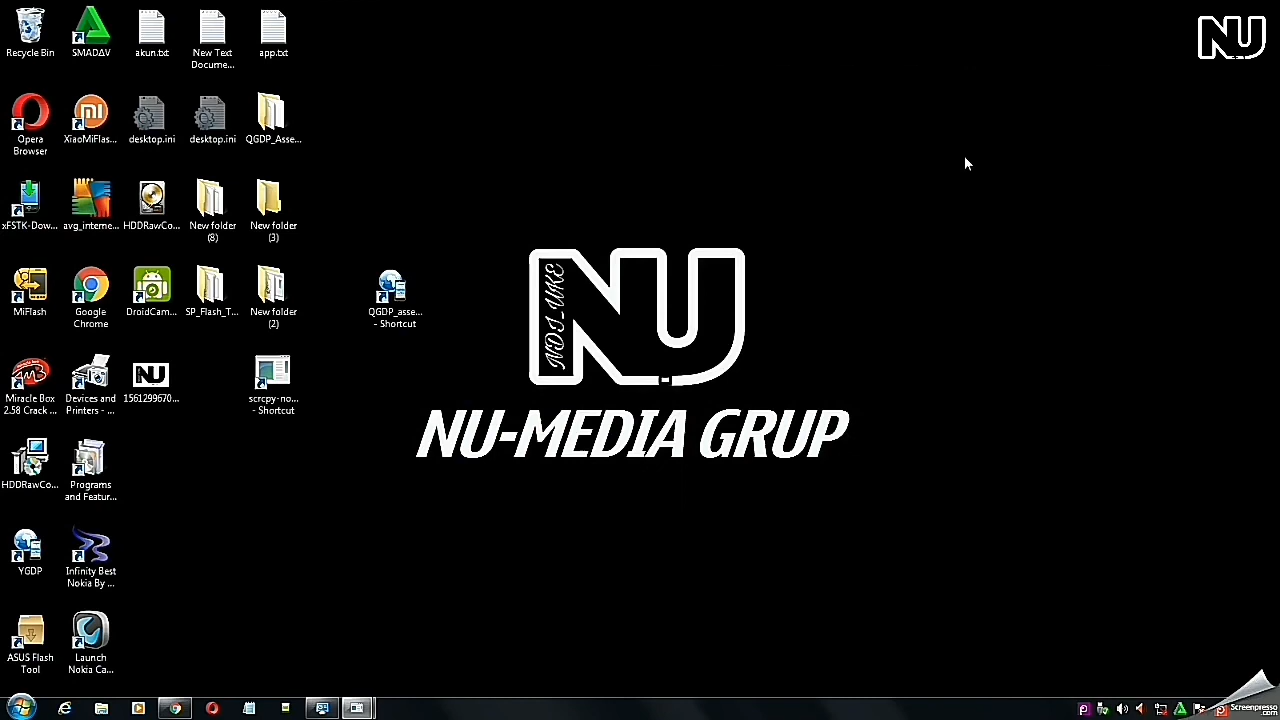 NU
Recycle Bin
SMADAV
akun.txt
New Text
Docume...
app.txt
Opera
Browser
XiaoMiFlas...
desktop.ini
desktop.ini
QGDP_Asse...
xFSTK-Dow...
avg_interne...
HDDRawCo...
New folder
(8)
New folder
(3)
MiFlash
Google
Chrome
DroidCam...
SP_Flash_T...
New folder
(2)
QGDP_asse...
- Shortcut
Miracle Box
2.58 Crack ...
Devices and
Printers - ...
NU
1561299670...
scrcpy-no...
- Shortcut
NU
NU-MEDIA GRUP
HDDRawCo...
Programs
and Featur...
YGDP
Infinity Best
Nokia By ...
ASUS Flash
Tool
Launch
Nokia Ca...
Screenpresso
.com